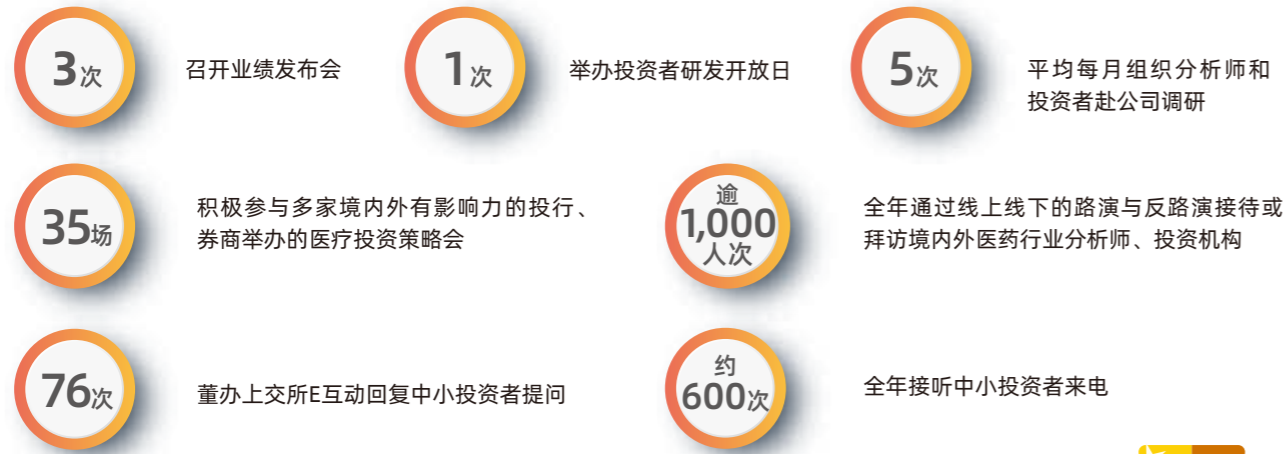 3次
召开业绩发布会
1次
举办投资者研发开放日
5次
平均每月组织分析师和
投资者赴公司调研
35场
积极参与多家境内外有影响力的投行、
券商举办的医疗投资策略会
逾
1,000
人次
全年通过线上线下的路演与反路演接待或
拜访境内外医药行业分析师、投资机构
76次
董办上交所E互动回复中小投资者提问
约
600次
全年接听中小投资者来电